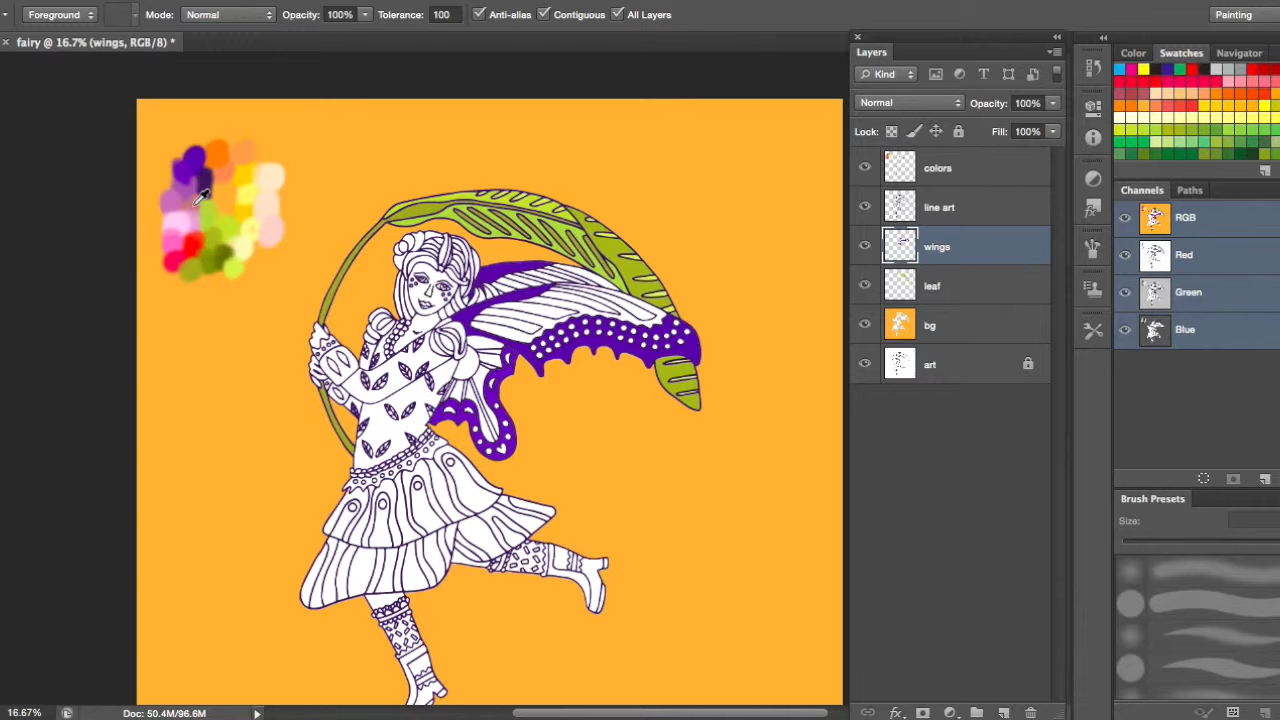 Foreground Mode: Normal Opacity: 100% Tolerance: 100 Anti-alias Contiguous All Layers Painting
fairy @ 16.7% (wings, RGB/8) *
Layers
Kind
Normal Opacity: 100%
Lock: Fill: 100%
colors
line art
wings
leaf
bg
art
Color Swatches Navigator
Channels Paths
RGB
Red
Green
Blue
Brush Presets
Size:
16.67% Doc: 50.4M/96.6M